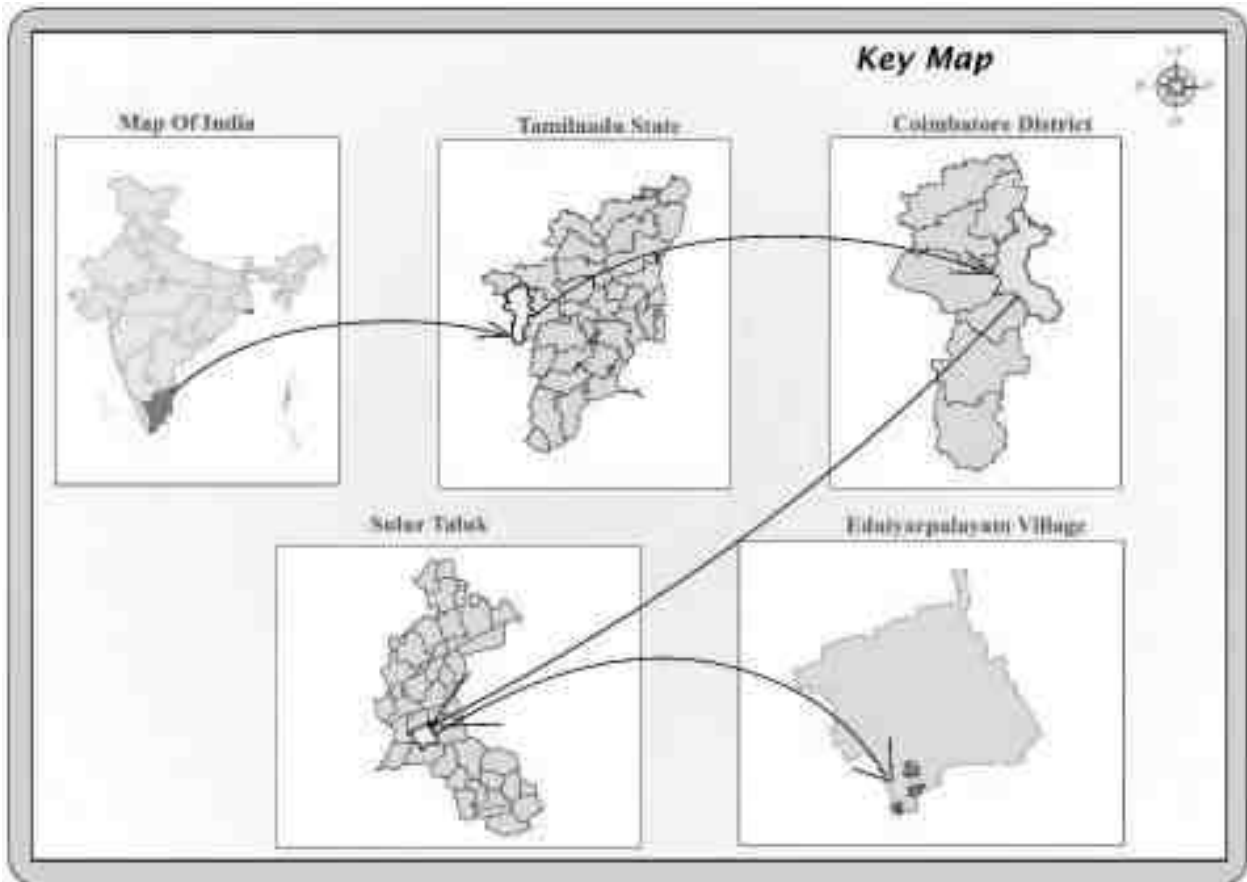 Key Map
Map Of India
Tamilnadu State
Coimbatore District
Sulur Taluk
Edaiyarpalayam Village